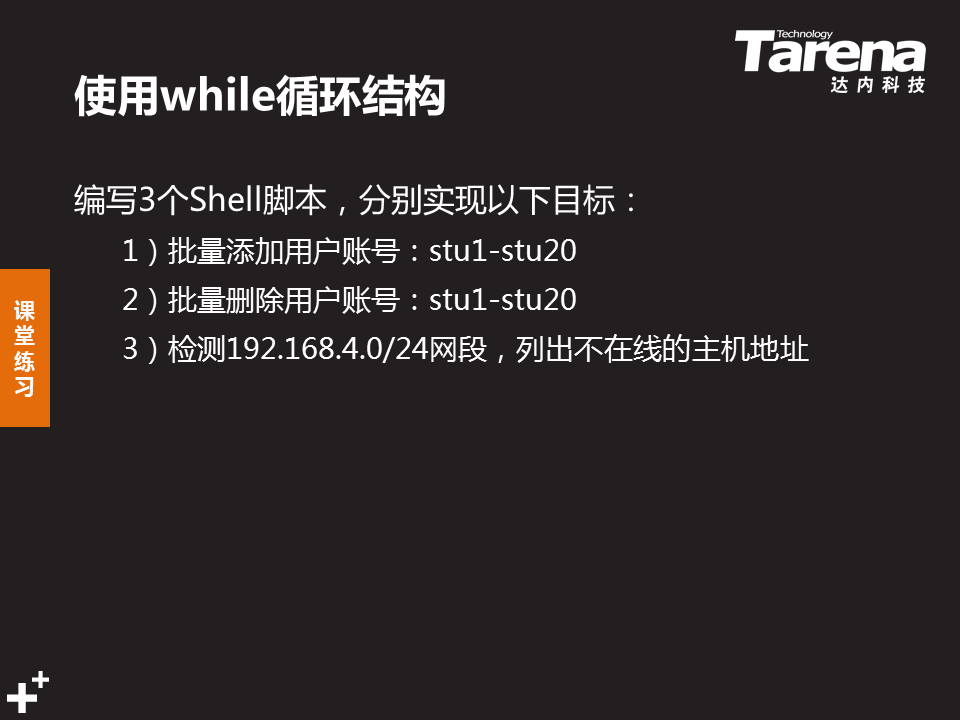 Technology
Tarena
达内科技
使用while循环结构
编写3个Shell脚本，分别实现以下目标：
1）批量添加用户账号：stu1-stu20
2）批量删除用户账号：stu1-stu20
3）检测192.168.4.0/24网段，列出不在线的主机地址
课
堂
练
习